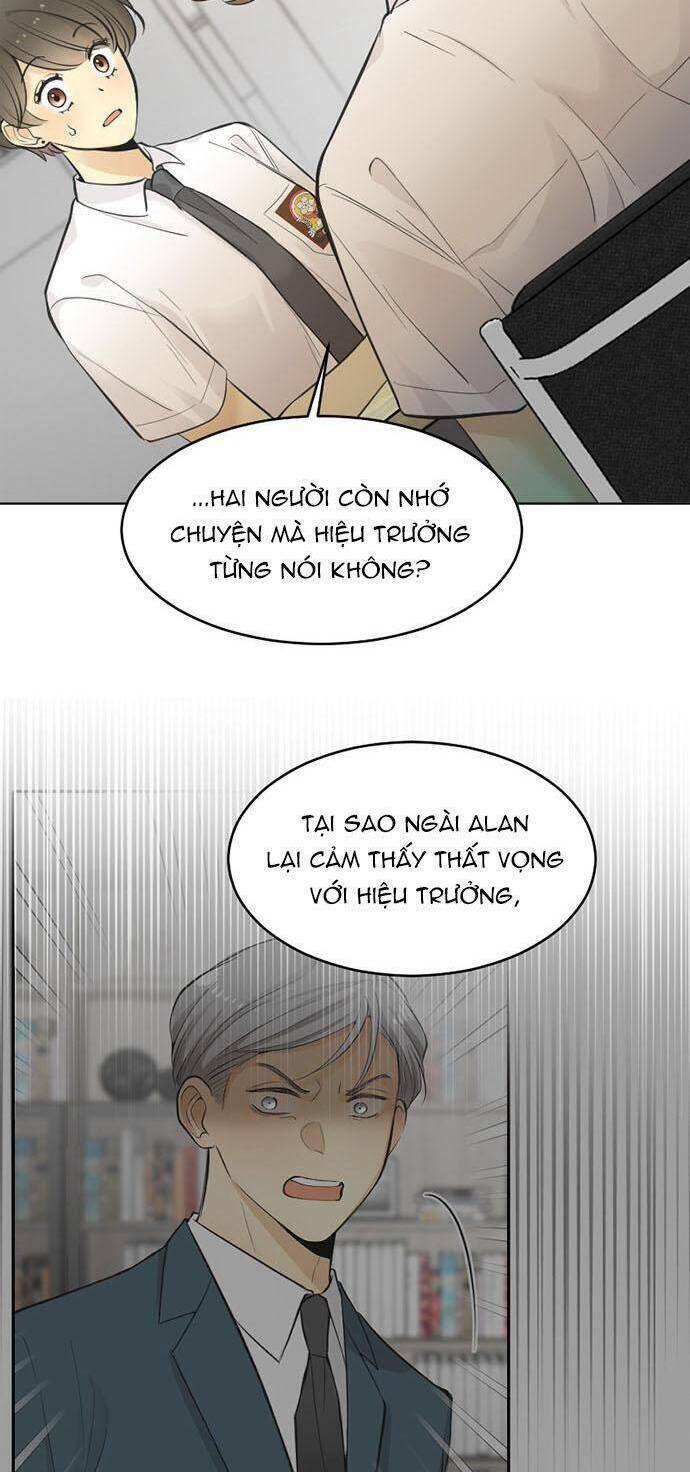 ...HAI NGƯỜI CÒN NHỚ
CHUYỆN MÀ HIỆU TRƯỞNG
TỪNG NÓI KHÔNG?
TẠI SAO NGÀI ALAN
LẠI CẢM THẤY THẤT VỌNG
VỚI HIỆU TRƯỞNG,